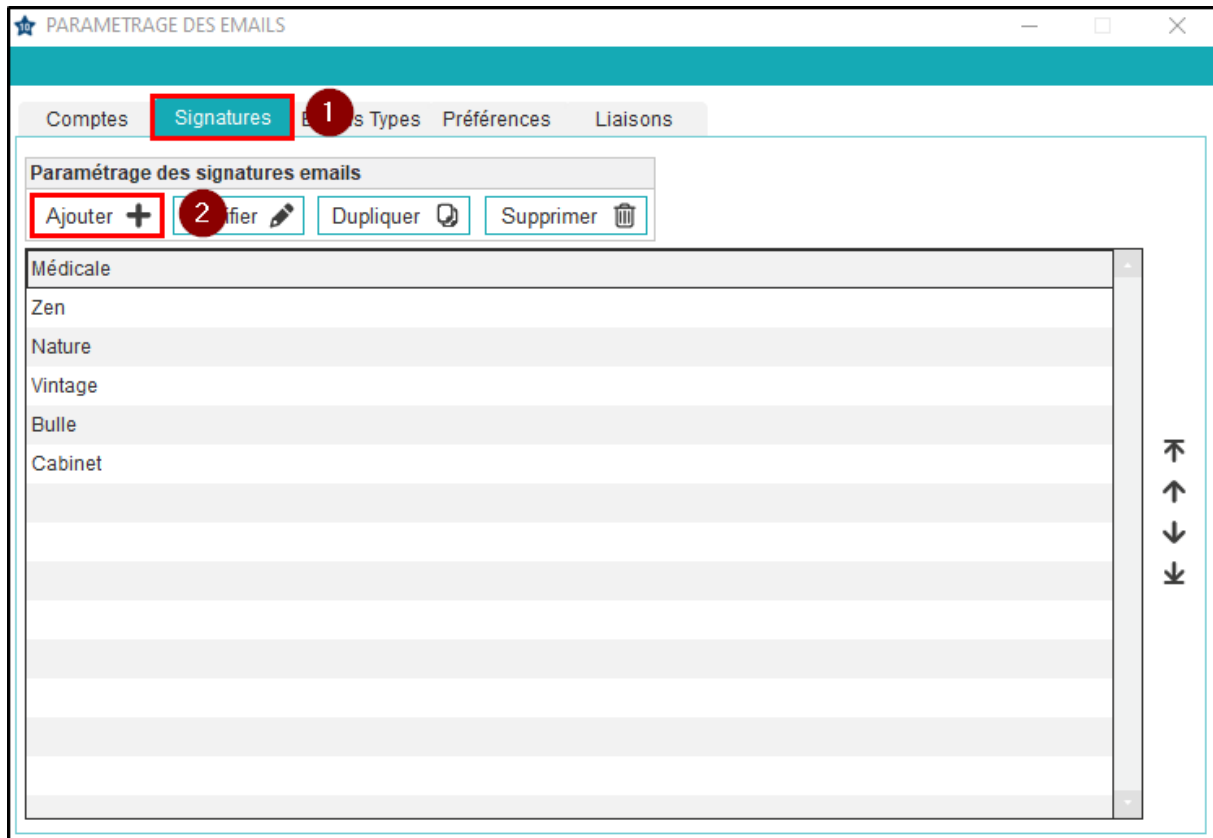 PARAMETRAGE DES EMAILS
Comptes Signatures 1 Types Préférences Liaisons
Paramétrage des signatures emails
Ajouter 2 Dupliquer Supprimer
Médicale
Zen
Nature
Vintage
Bulle
Cabinet